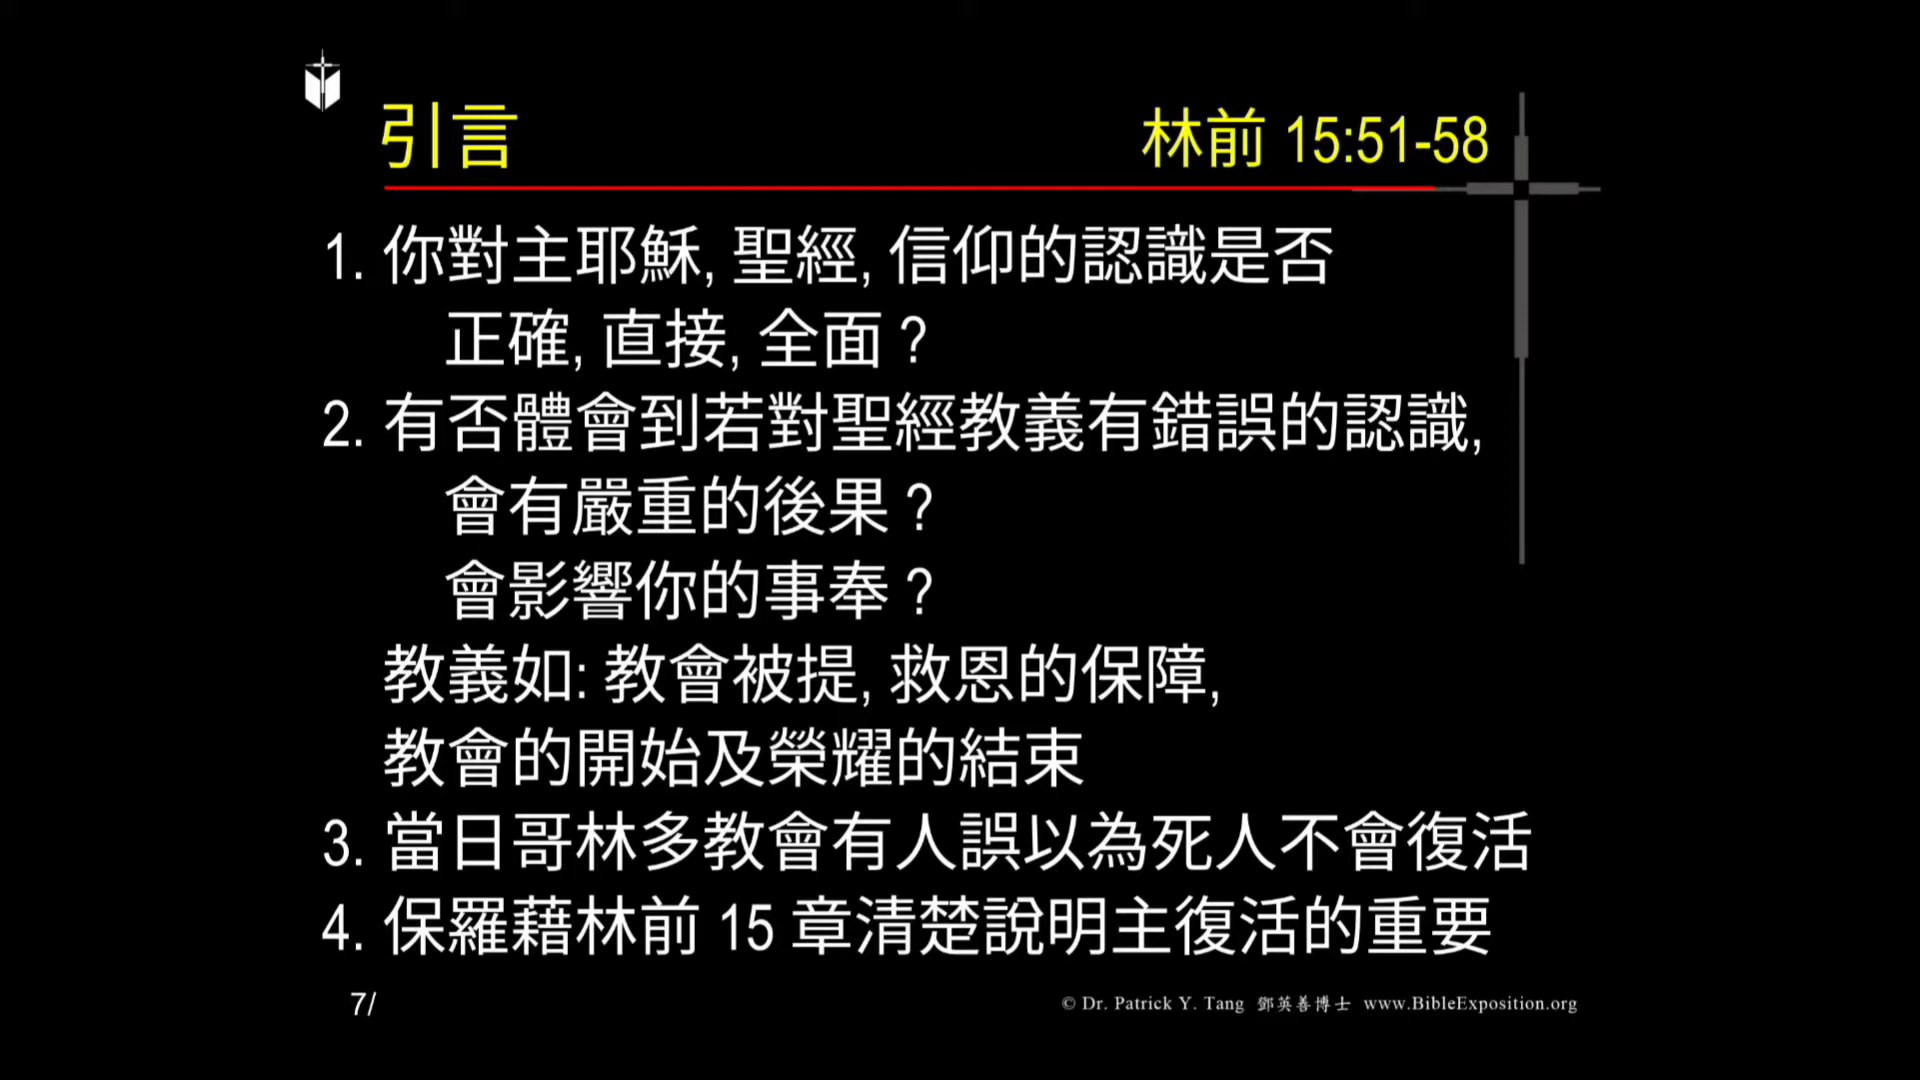 引言
林前 15:51-58
1. 你對主耶穌, 聖經, 信仰的認識是否
正確, 直接, 全面 ?
2. 有否體會到若對聖經教義有錯誤的認識,
會有嚴重的後果 ?
會影響你的事奉 ?
教義如: 教會被提, 救恩的保障,
教會的開始及榮耀的結束
3. 當日哥林多教會有人誤以為死人不會復活
4. 保羅藉林前 15 章清楚說明主復活的重要
7/
© Dr. Patrick Y. Tang 鄧英善博士 www.BibleExposition.org